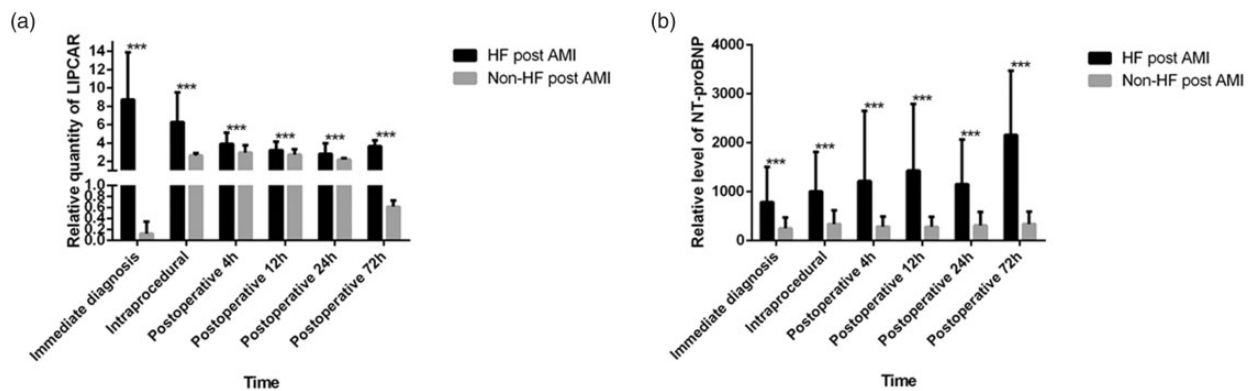 (a)
Relative quantity of LIPCAR
14
12
10
8
6
4
2
1.0
0.8
0.6
0.4
0.2
0.0
***
***
***
***
***
***
HF post AMI
Non-HF post AMI
Immediate diagnosis
Intraprocedural
Postoperative 4h
Postoperative 12h
Postoperative 24h
Postoperative 72h
Time
(b)
Relative level of NT-proBNP
4000
3000
2000
1000
0
***
***
***
***
***
***
HF post AMI
Non-HF post AMI
Immediate diagnosis
Intraprocedural
Postoperative 4h
Postoperative 12h
Postoperative 24h
Postoperative 72h
Time